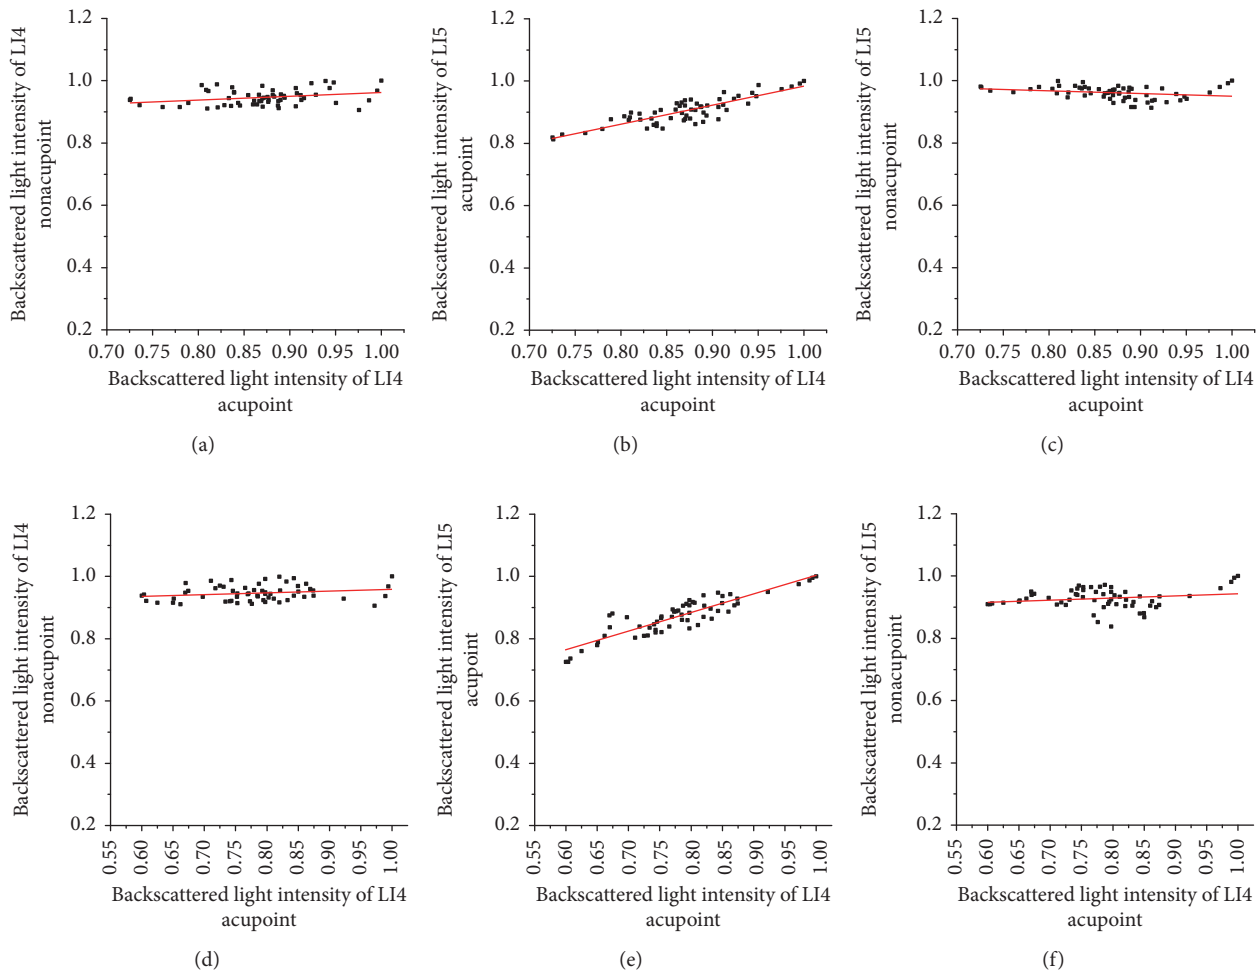 Backscattered light intensity of LI4
nonacupoint
1.2
1.0
0.8
0.6
0.4
0.2
0.70 0.75 0.80 0.85 0.90 0.95 1.00
Backscattered light intensity of LI4
acupoint
(a)
Backscattered light intensity of LI5
acupoint
1.2
1.0
0.8
0.6
0.4
0.2
0.70 0.75 0.80 0.85 0.90 0.95 1.00
Backscattered light intensity of LI4
acupoint
(b)
Backscattered light intensity of LI5
nonacupoint
1.2
1.0
0.8
0.6
0.4
0.2
0.70 0.75 0.80 0.85 0.90 0.95 1.00
Backscattered light intensity of LI4
acupoint
(c)
Backscattered light intensity of LI4
nonacupoint
1.2
1.0
0.8
0.6
0.4
0.2
0.55 0.60 0.65 0.70 0.75 0.80 0.85 0.90 0.95 1.00
Backscattered light intensity of LI4
acupoint
(d)
Backscattered light intensity of LI5
acupoint
1.2
1.0
0.8
0.6
0.4
0.2
0.55 0.60 0.65 0.70 0.75 0.80 0.85 0.90 0.95 1.00
Backscattered light intensity of LI4
acupoint
(e)
Backscattered light intensity of LI5
nonacupoint
1.2
1.0
0.8
0.6
0.4
0.2
0.55 0.60 0.65 0.70 0.75 0.80 0.85 0.90 0.95 1.00
Backscattered light intensity of LI4
acupoint
(f)